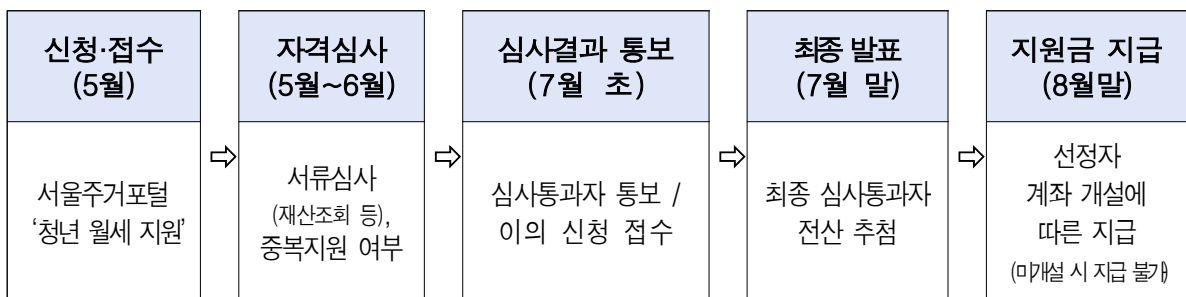 신청·접수
(5월)
서울주거포털
‘청년 월세 지원’
자격심사
(5월~6월)
서류심사
(재산조회 등),
중복지원 여부
심사결과 통보
(7월 초)
심사통과자 통보 /
이의 신청 접수
최종 발표
(7월 말)
최종 심사통과자
전산 추첨
지원금 지급
(8월말)
선정자
계좌 개설에
따른 지급
(미개설 시 지급 불가)